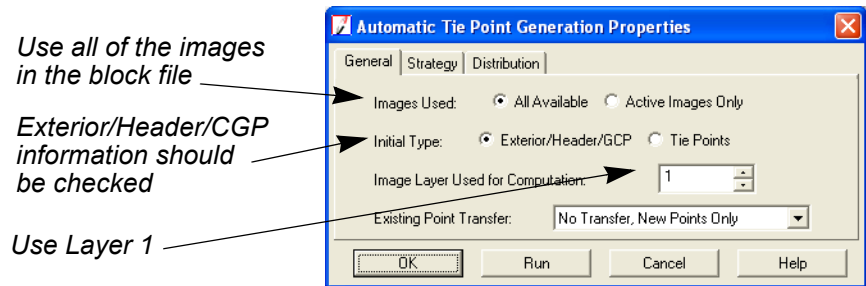 Use all of the images
in the block file
Exterior/Header/CGP
information should
be checked
Use Layer 1
Automatic Tie Point Generation Properties
General Strategy Distribution
Images Used: All Available Active Images Only
Initial Type: Exterior/Header/GCP Tie Points
Image Layer Used for Computation: 1
Existing Point Transfer: No Transfer, New Points Only
OK Run Cancel Help